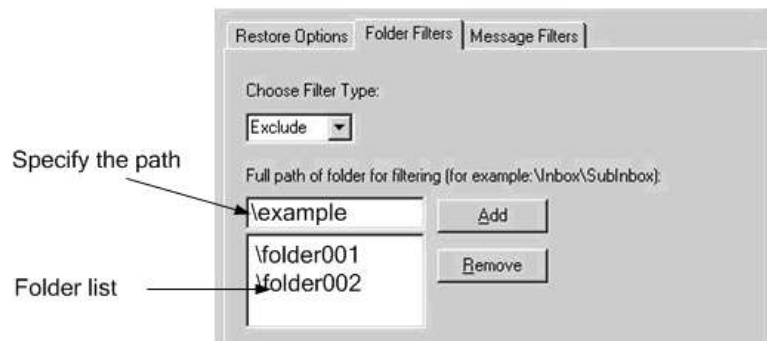 Restore Options Folder Filters Message Filters
Choose Filter Type:
Exclude
Specify the path
Full path of folder for filtering (for example:\Inbox\SubInbox):
\example
Add
\folder001
Remove
\folder002
Folder list